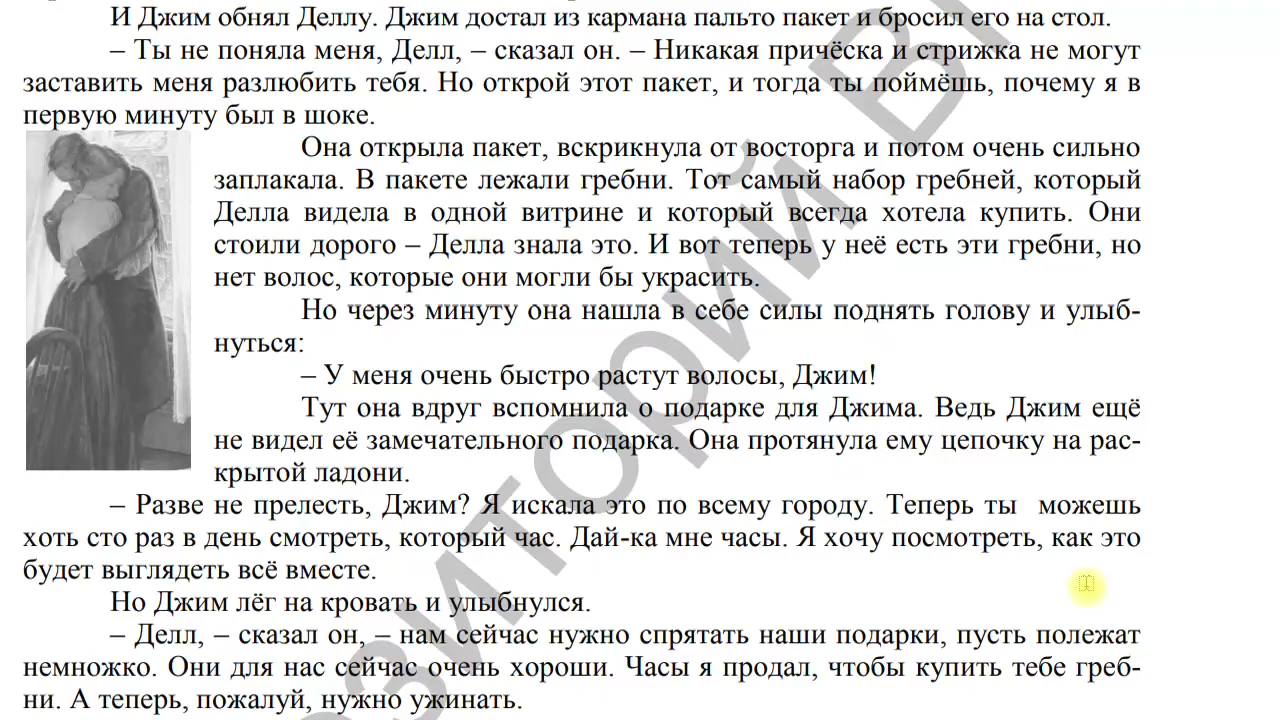 И Джим обнял Деллу. Джим достал из кармана пальто пакет и бросил его на стол.
– Ты не поняла меня, Делл, – сказал он. – Никакая причёска и стрижка не могут
заставить меня разлюбить тебя. Но открой этот пакет, и тогда ты поймёшь, почему я в
первую минуту был в шоке.
Она открыла пакет, вскрикнула от восторга и потом очень сильно
заплакала. В пакете лежали гребни. Тот самый набор гребней, который
Делла видела в одной витрине и который всегда хотела купить. Они
стоили дорого – Делла знала это. И вот теперь у неё есть эти гребни, но
нет волос, которые они могли бы украсить.
Но через минуту она нашла в себе силы поднять голову и улыб-
нуться:
– У меня очень быстро растут волосы, Джим!
Тут она вдруг вспомнила о подарке для Джима. Ведь Джим ещё
не видел её замечательного подарка. Она протянула ему цепочку на рас-
крытой ладони.
– Разве не прелесть, Джим? Я искала это по всему городу. Теперь ты можешь
хоть сто раз в день смотреть, который час. Дай-ка мне часы. Я хочу посмотреть, как это
будет выглядеть всё вместе.
Но Джим лёг на кровать и улыбнулся.
– Делл, – сказал он, – нам сейчас нужно спрятать наши подарки, пусть полежат
немножко. Они для нас сейчас очень хороши. Часы я продал, чтобы купить тебе греб-
ни. А теперь, пожалуй, нужно ужинать.